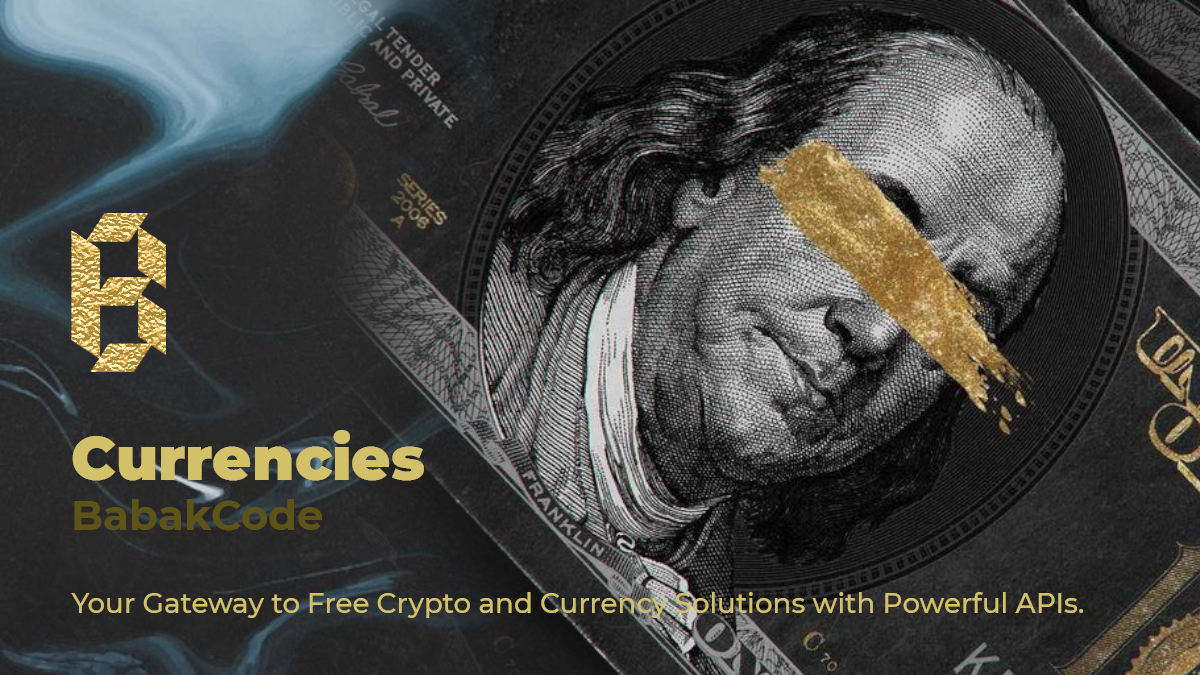 LEGAL TENDER
PUBLIC AND PRIVATE
SERIES
2006
A
B
Currencies
BabakCode
FRANKLIN
Your Gateway to Free Crypto and Currency Solutions with Powerful APIs.